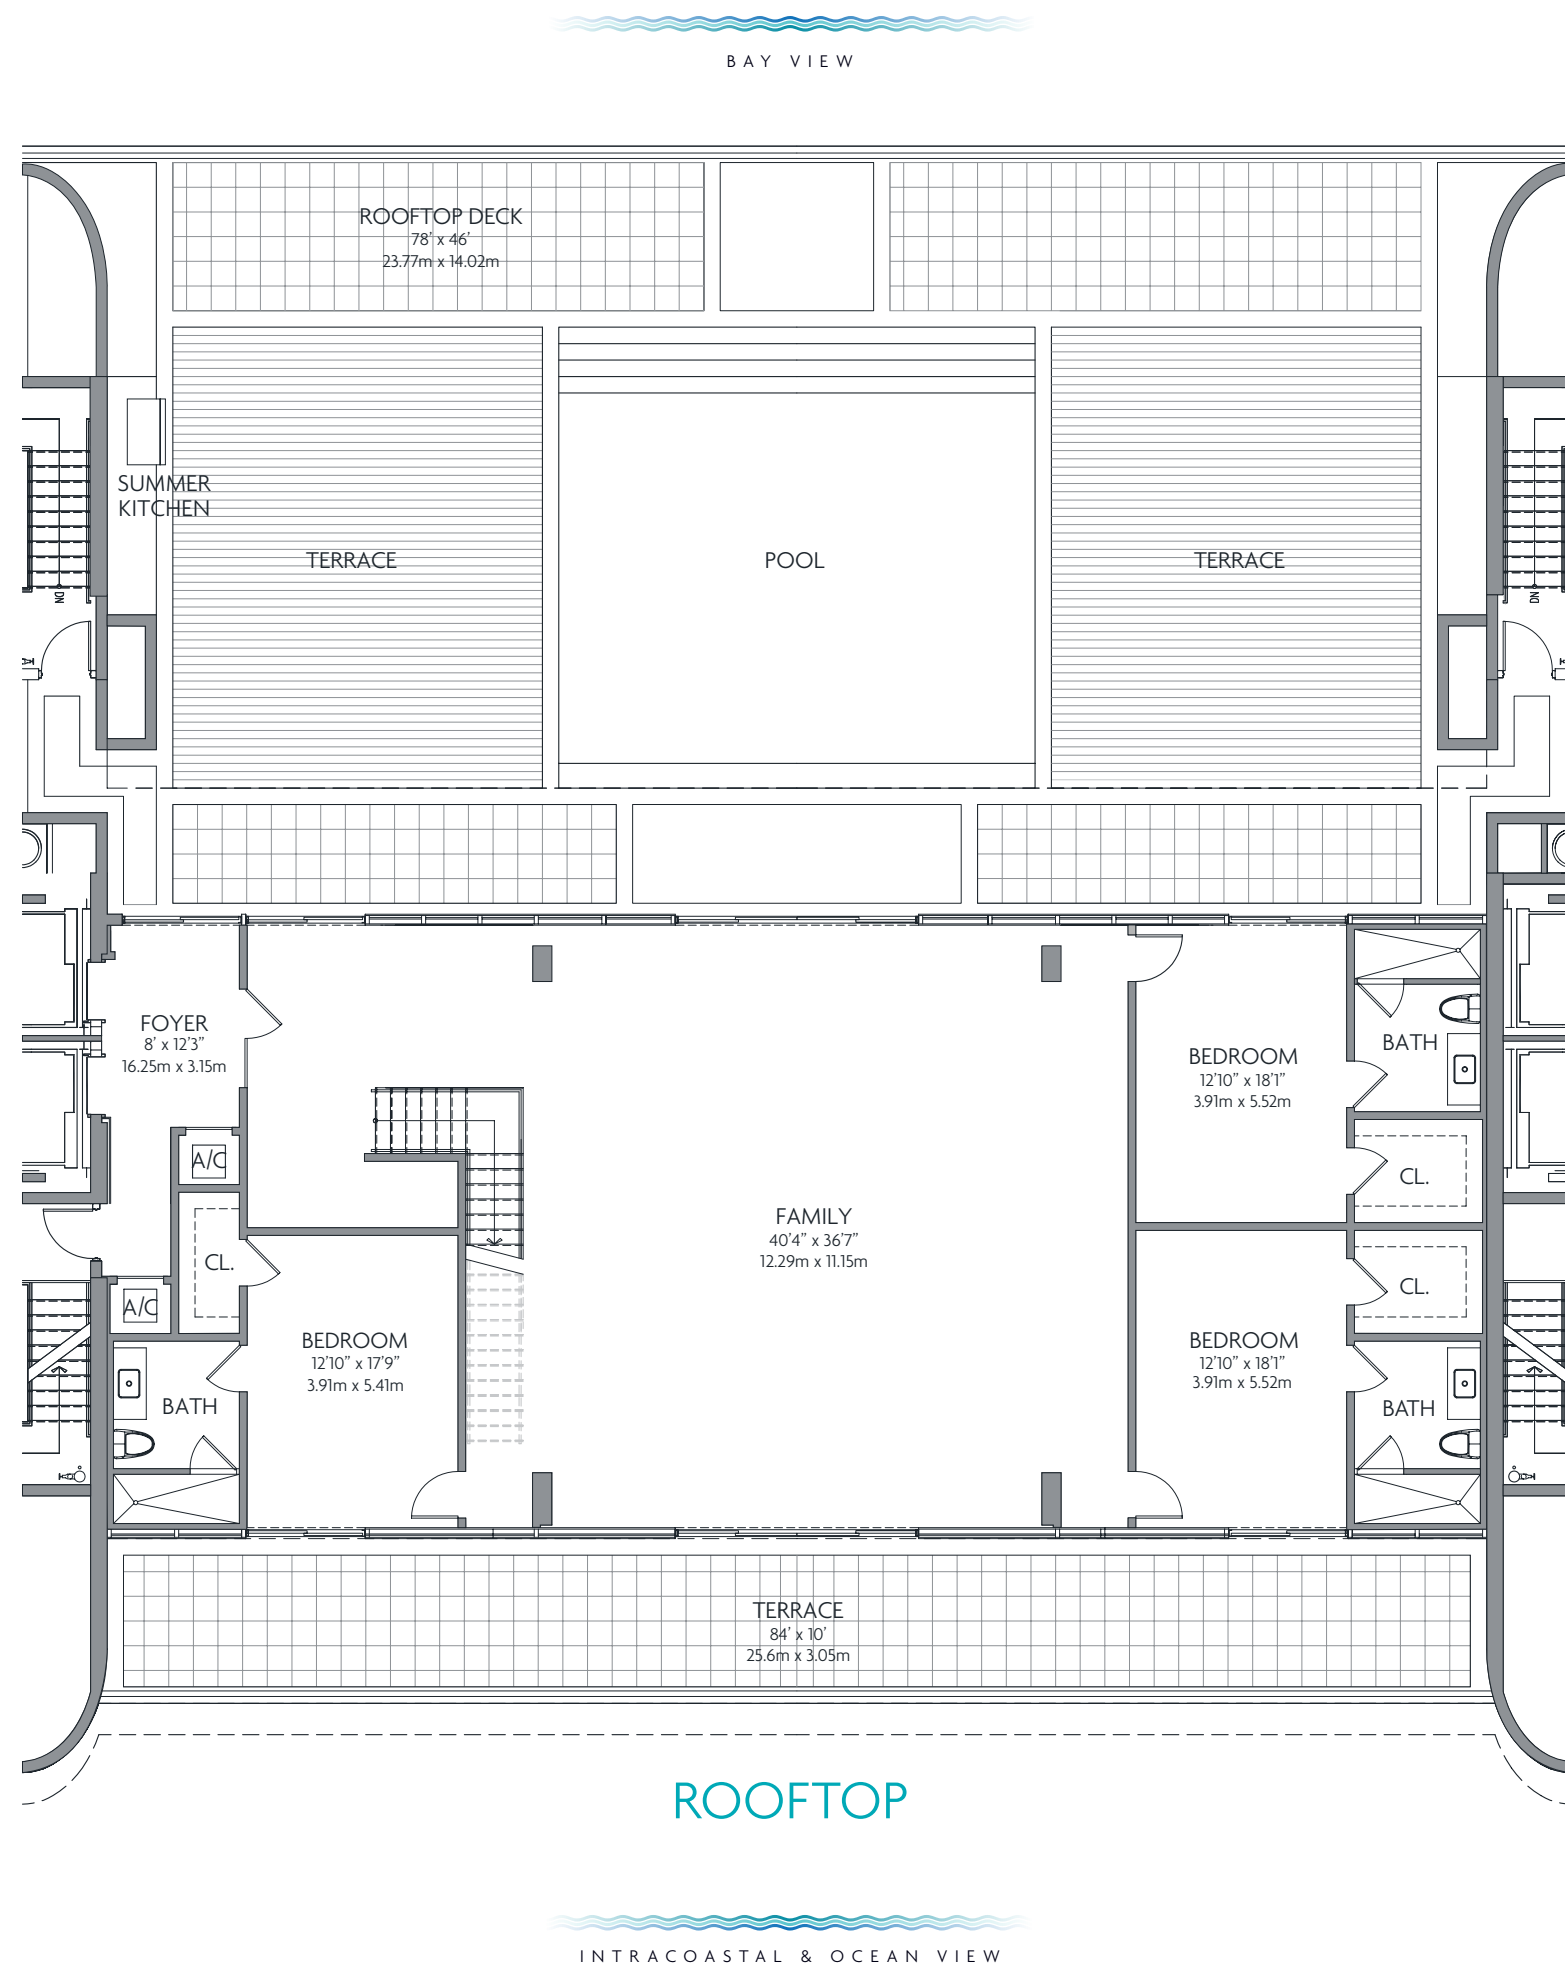 BAY VIEW
ROOFTOP DECK
78' x 46'
23.77m x 14.02m
SUMMER
KITCHEN
TERRACE
POOL
TERRACE
DN
DN
FOYER
8' x 12'3"
16.25m x 3.15m
BEDROOM
12'10" x 18'1"
3.91m x 5.52m
BATH
A/C
CL.
FAMILY
40'4" x 36'7"
12.29m x 11.15m
CL.
CL.
A/C
BEDROOM
12'10" x 17'9"
3.91m x 5.41m
BATH
BEDROOM
12'10" x 18'1"
3.91m x 5.52m
BATH
TERRACE
84' x 10'
25.6m x 3.05m
ROOFTOP
INTRACOASTAL & OCEAN VIEW